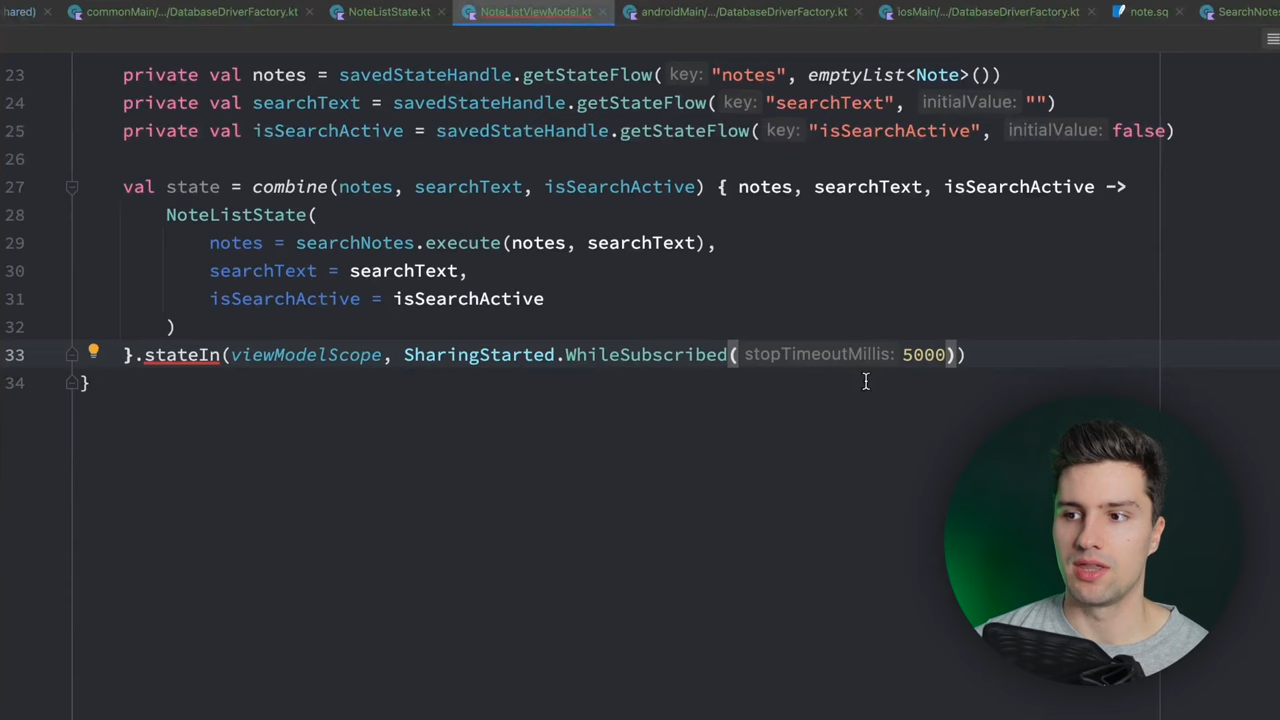 shared) commonMain/.../DatabaseDriverFactory.kt NoteListState.kt NoteListViewModel.kt androidMain/.../DatabaseDriverFactory.kt iosMain/.../DatabaseDriverFactory.kt note.sq SearchNotes
23 private val notes = savedStateHandle.getStateFlow( key: "notes", emptyList<Note>())
24 private val searchText = savedStateHandle.getStateFlow( key: "searchText", initialValue: "")
25 private val isSearchActive = savedStateHandle.getStateFlow( key: "isSearchActive", initialValue: false)
26
27 val state = combine(notes, searchText, isSearchActive) { notes, searchText, isSearchActive ->
28 NoteListState(
29 notes = searchNotes.execute(notes, searchText),
30 searchText = searchText,
31 isSearchActive = isSearchActive
32 )
33 }.stateIn(viewModelScope, SharingStarted.WhileSubscribed( stopTimeoutMillis: 5000))
34 }